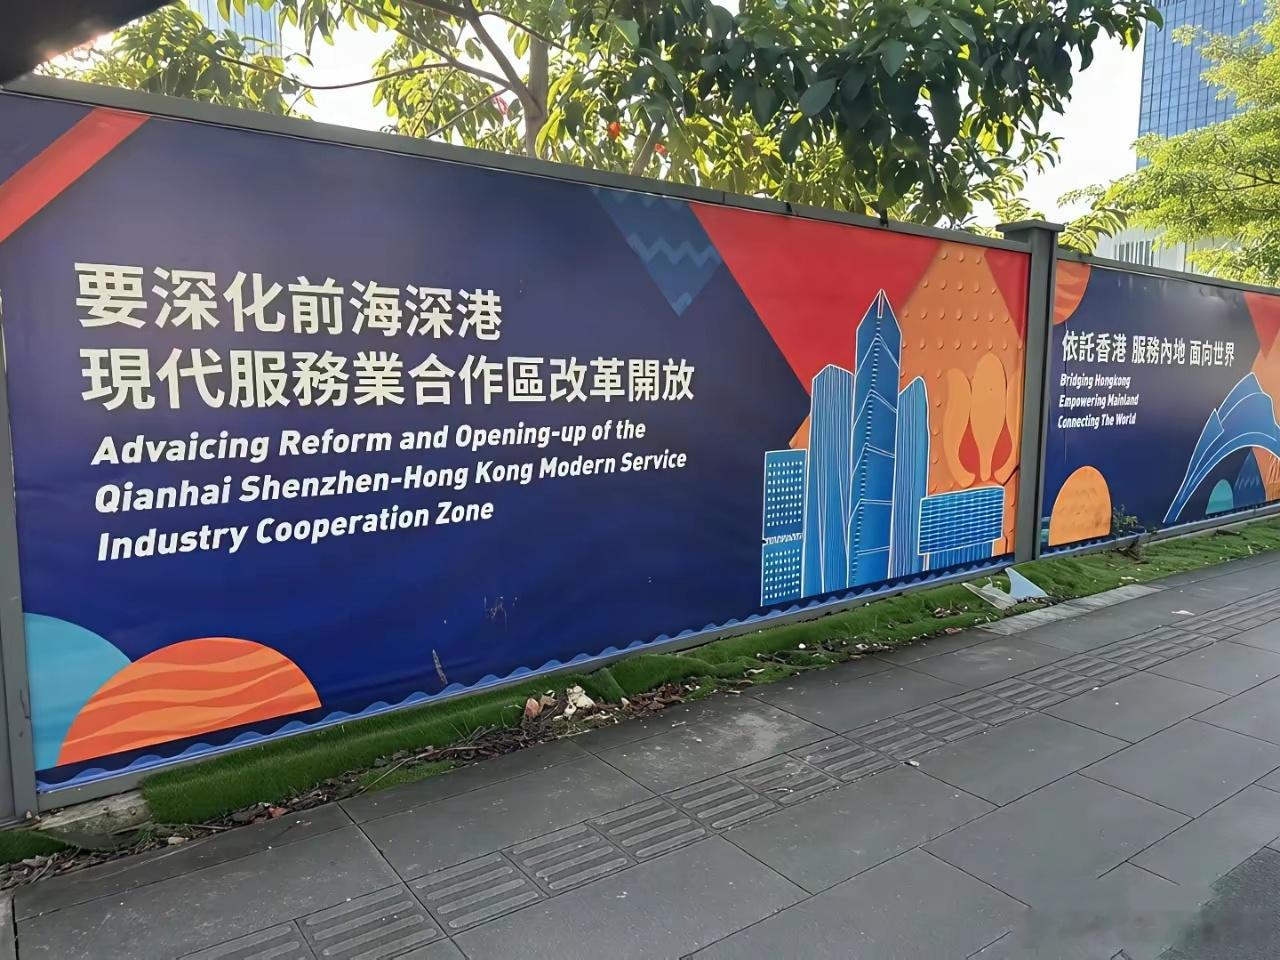 要深化前海深港
現代服務業合作區改革開放
Advaicing Reform and Opening-up of the
Qianhai Shenzhen-Hong Kong Modern Service
Industry Cooperation Zone
依託香港 服務內地 面向世界
Bridging Hongkong
Empowering Mainland
Connecting The World